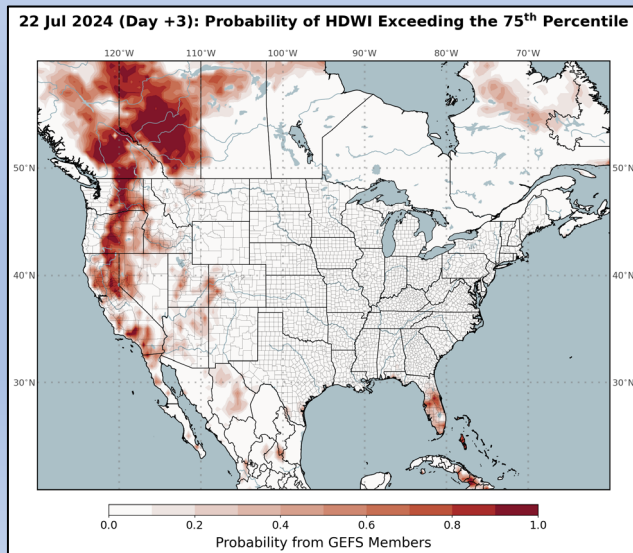 22 Jul 2024 (Day +3): Probability of HDWI Exceeding the 75th Percentile
120°W 110°W 100°W 90°W 80°W 70°W
50°N 50°N
40°N 40°N
30°N 30°N
0.0 0.2 0.4 0.6 0.8 1.0
Probability from GEFS Members